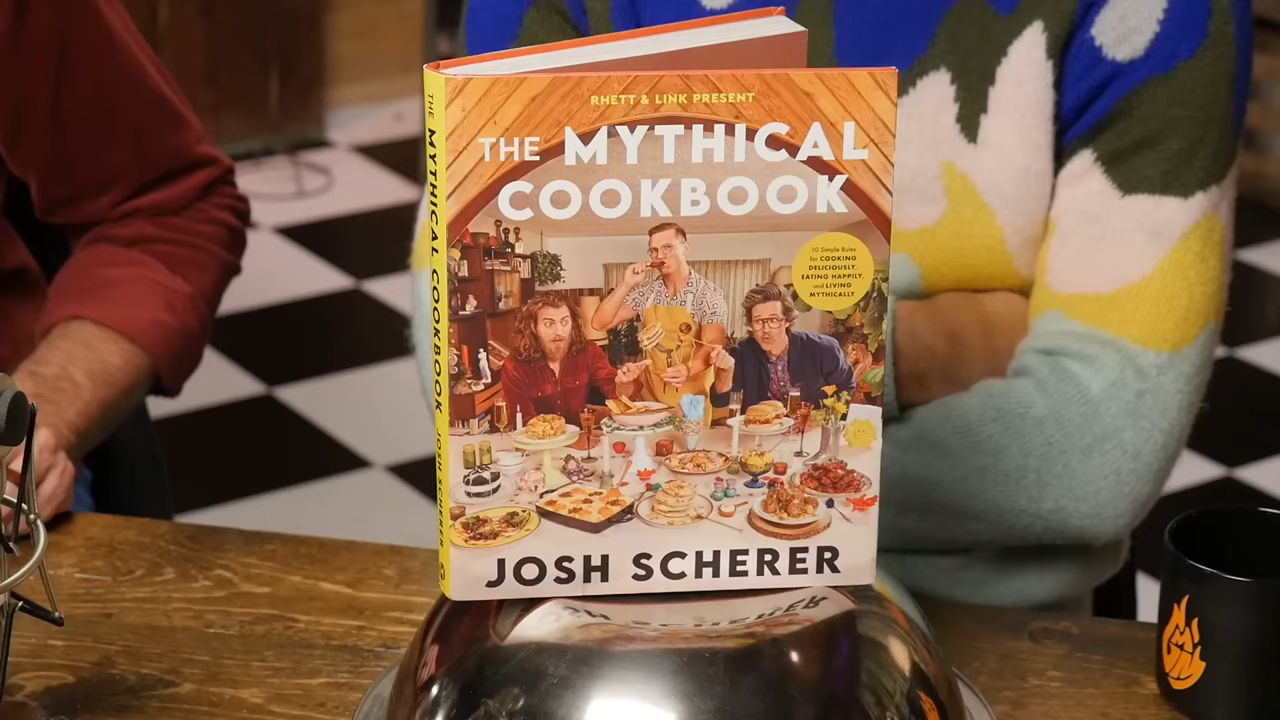 RHETT & LINK PRESENT
THE MYTHICAL
COOKBOOK
10 Simple Rules
for COOKING
DELICIOUSLY,
EATING HAPPILY,
and LIVING
MYTHICALLY
JOSH SCHERER
THE MYTHICAL COOKBOOK JOSH SCHERER
SCHERER